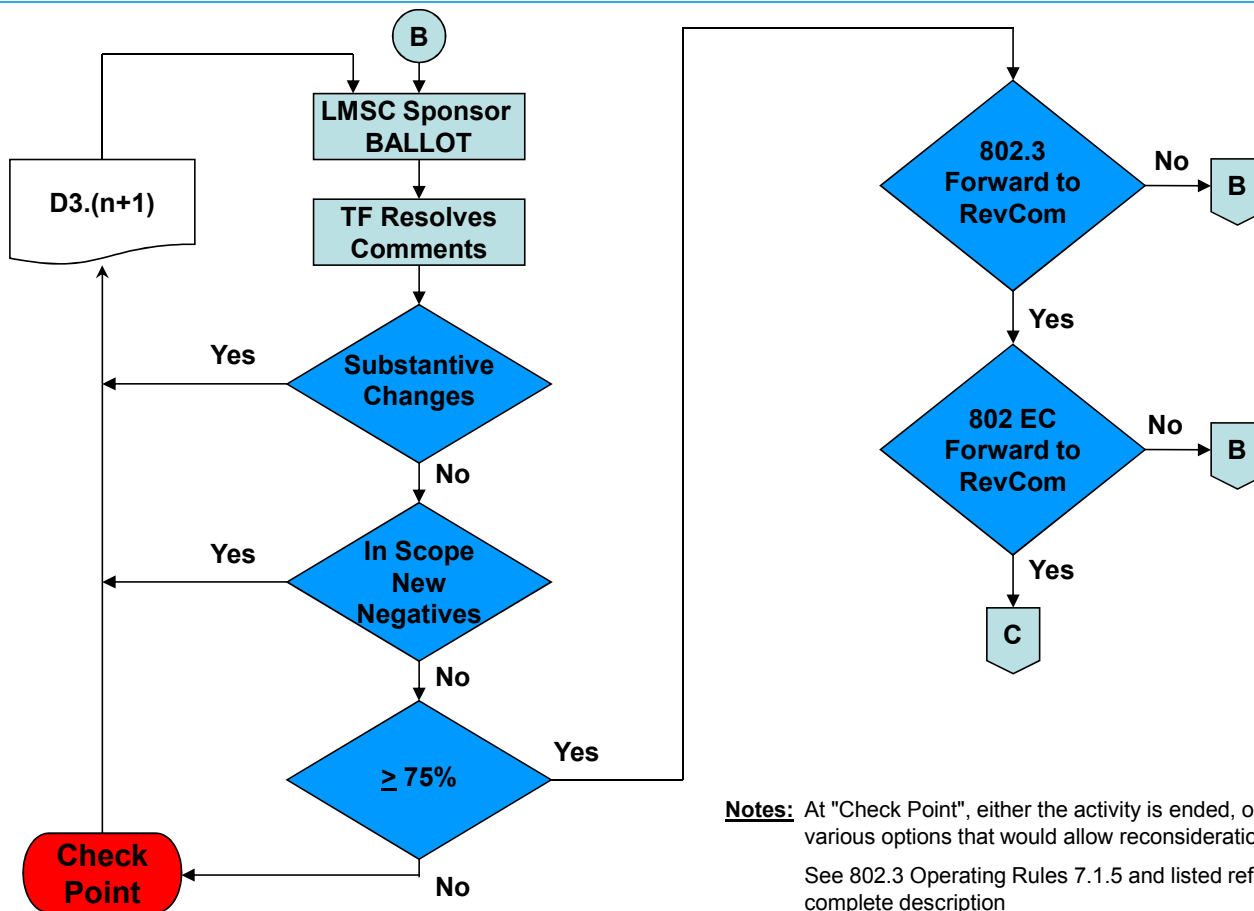 B
LMSC Sponsor
BALLOT
D3.(n+1)
TF Resolves
Comments
Yes
Substantive
Changes
No
Yes
In Scope
New
Negatives
No
≥ 75%
Yes
Check
Point
No
802.3
Forward to
RevCom
No
B
Yes
802 EC
Forward to
RevCom
No
B
Yes
C
Notes: At "Check Point", either the activity is ended, o
various options that would allow
See 802.3 Operating Rules 7.1.5 and listed
complete description